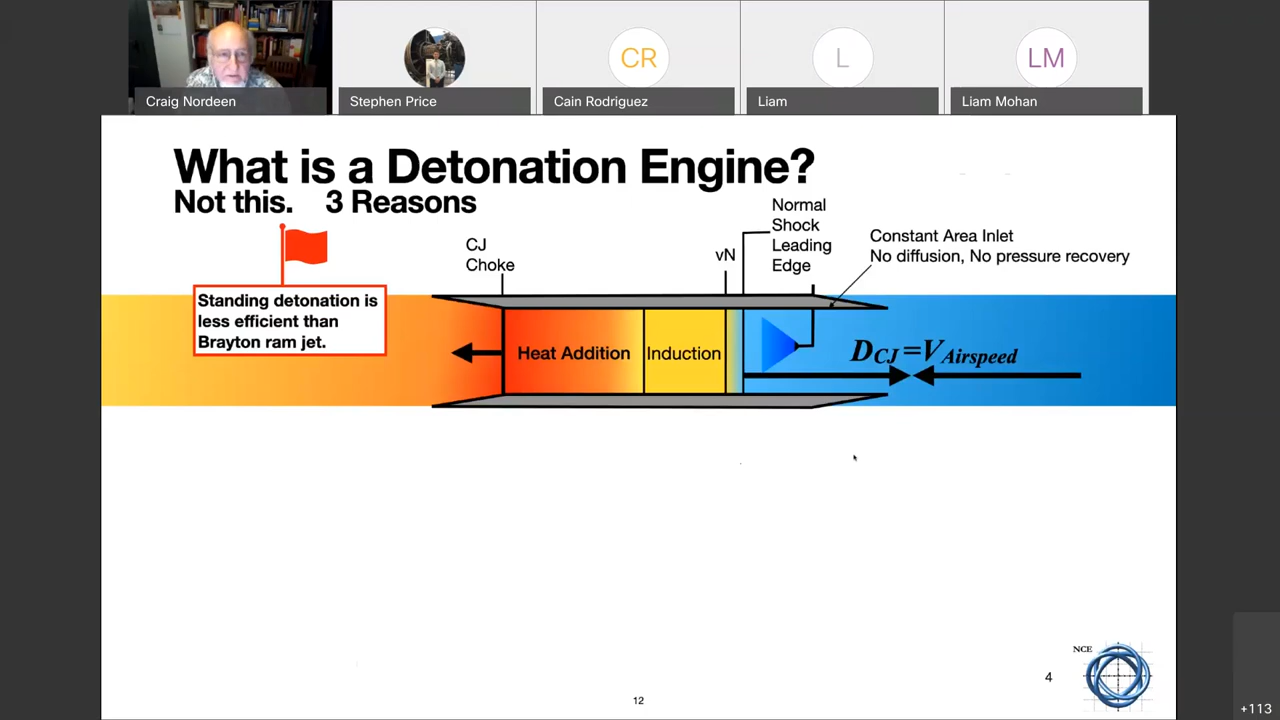 CR
L
LM
Craig Nordeen
Stephen Price
Cain Rodriguez
Liam
Liam Mohan
What is a Detonation Engine?
Not this. 3 Reasons
Normal
Shock
Leading
Edge
CJ
Choke
vN
Constant Area Inlet
No diffusion, No pressure recovery
Standing detonation is
less efficient than
Brayton ram jet.
Heat Addition
Induction
DCJ=VAirspeed
NCE
4
12
+113